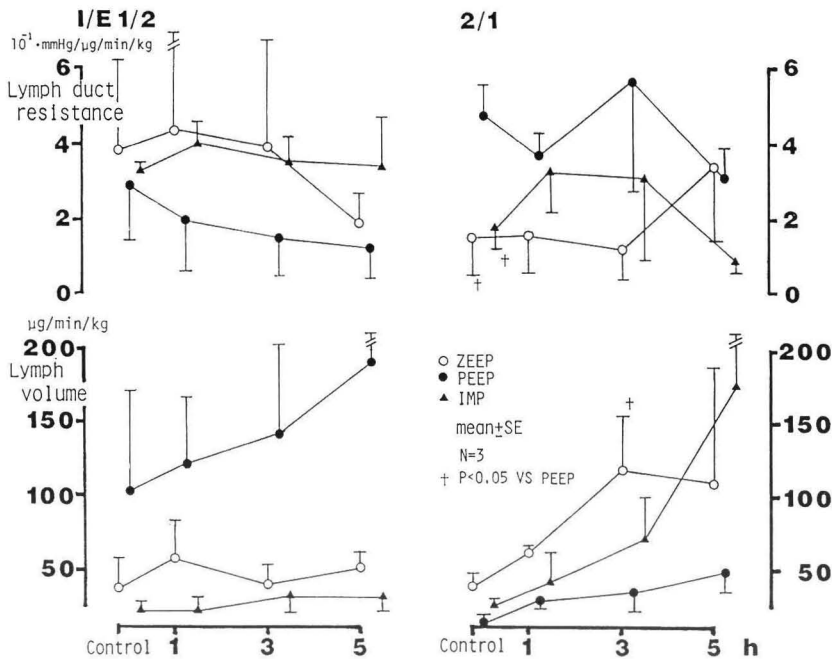 I/E 1/2
2/1
10⁻¹·mmHg/µg/min/kg
Lymph duct
resistance
6
4
2
0
6
4
2
0
†
†
µg/min/kg
Lymph
volume
200
150
100
50
○ ZEEP
● PEEP
▲ IMP
mean±SE
N=3
† P<0.05 VS PEEP
†
200
150
100
50
Control 1 3 5
Control 1 3 5 h